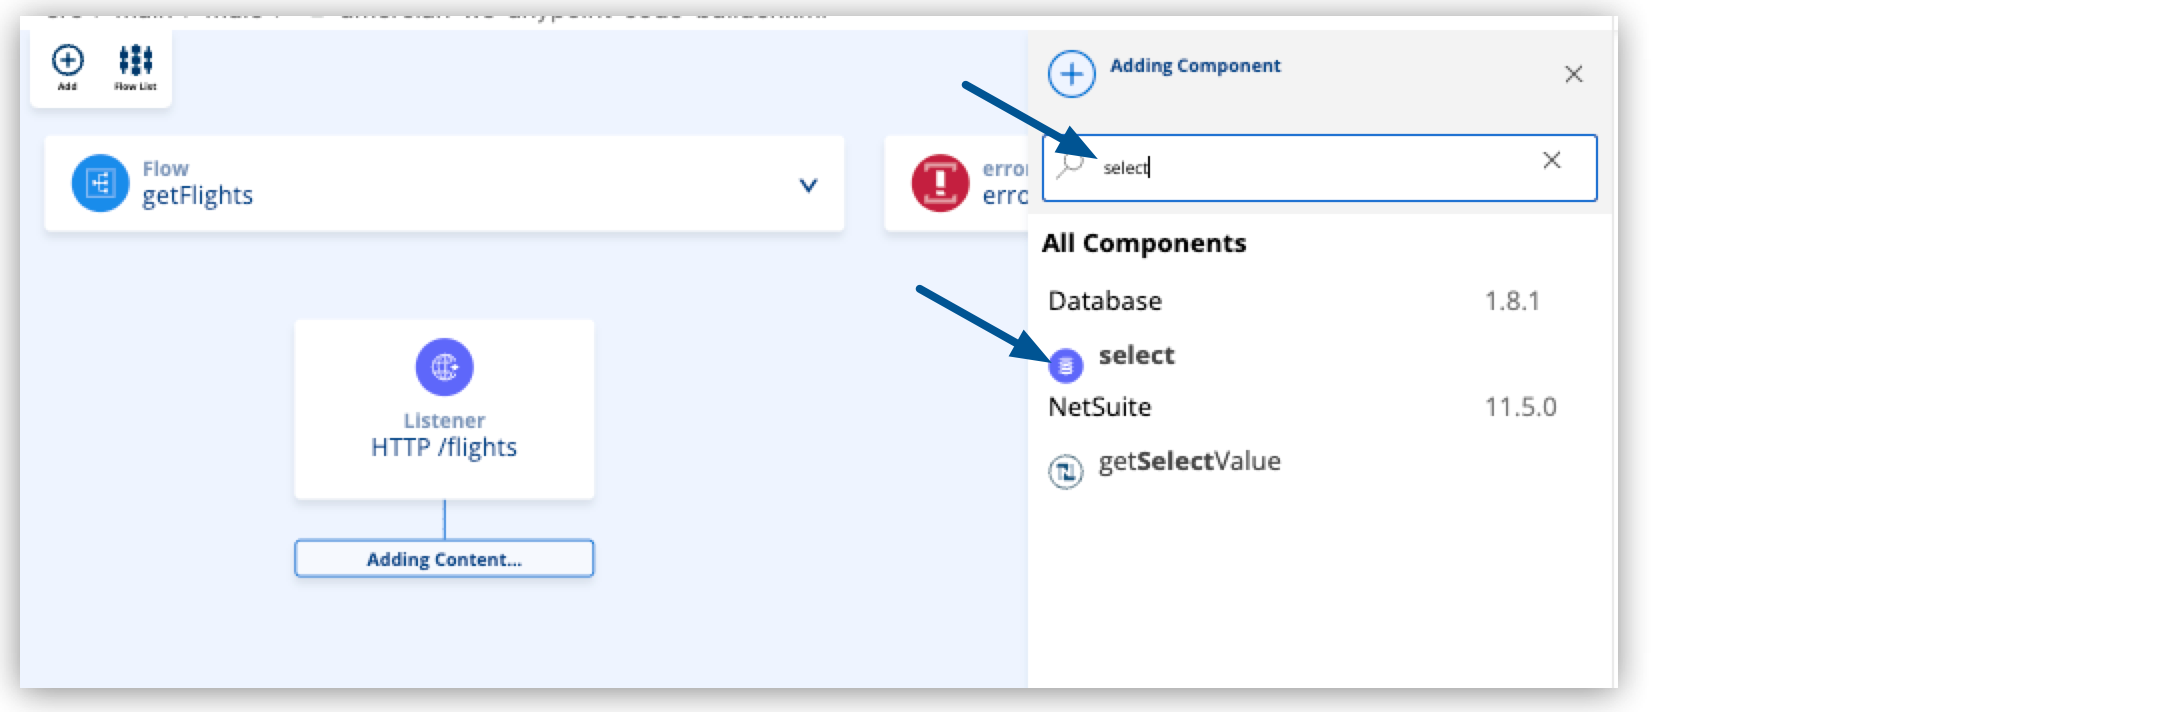 Add
Flow List
Adding Component
select
Flow
getFlights
erro
erro
All Components
Database 1.8.1
select
NetSuite 11.5.0
getSelectValue
Listener
HTTP /flights
Adding Content...